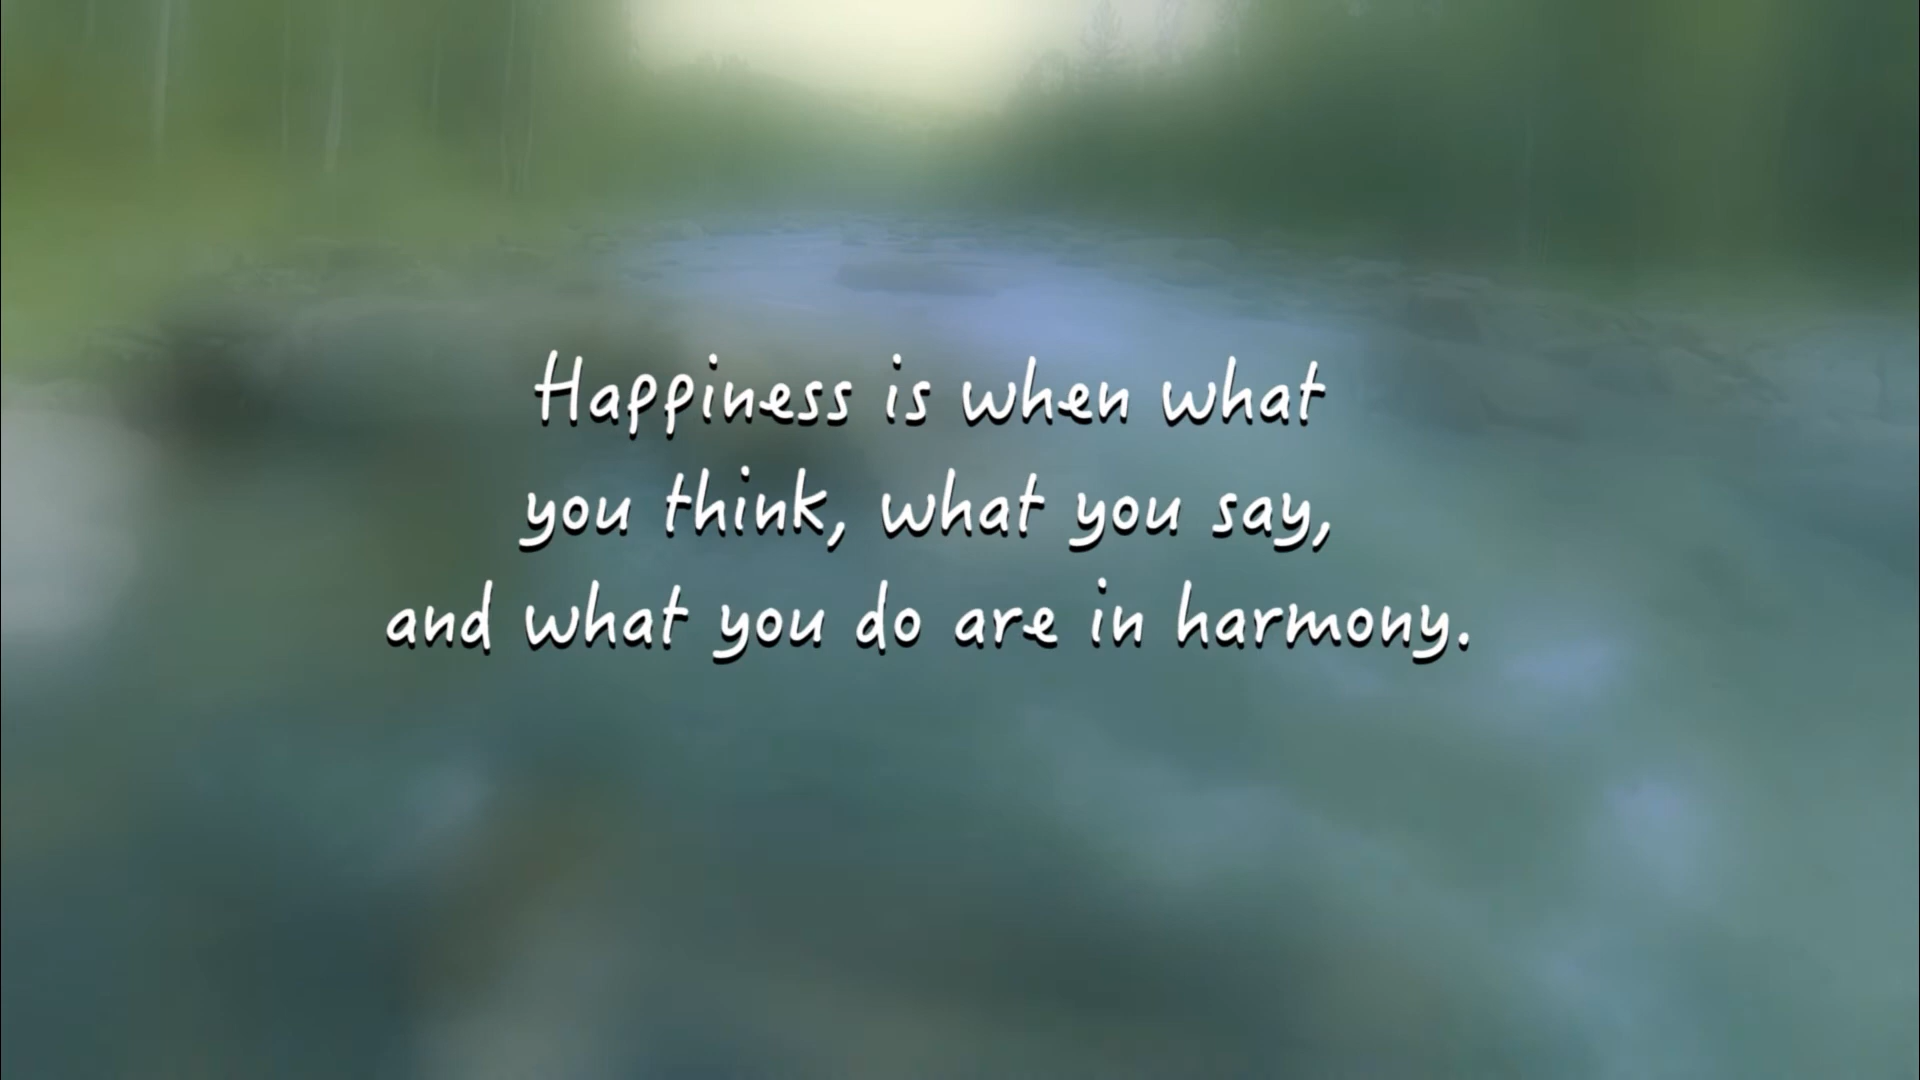 Happiness is when what
you think, what you say,
and what you do are in harmony.